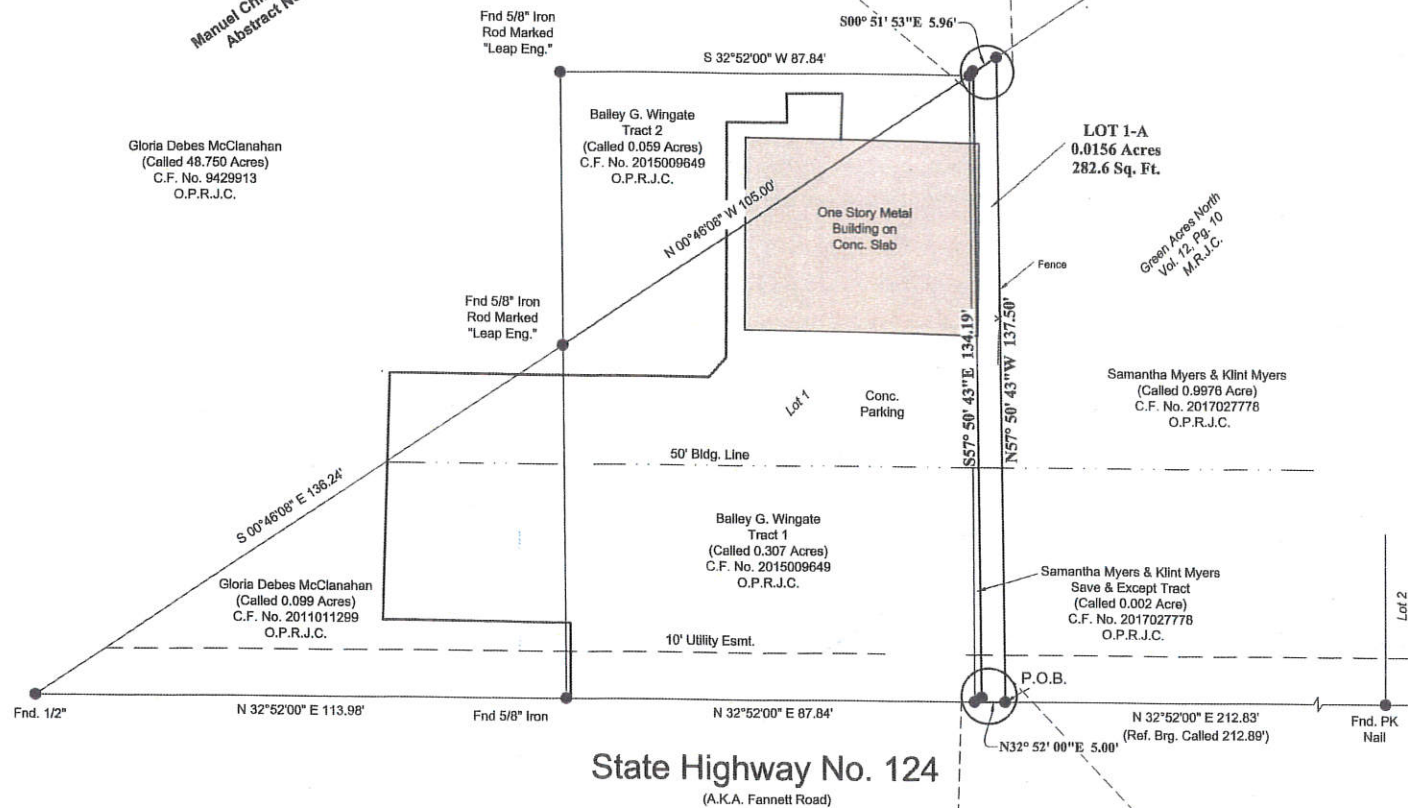 Manuel
Abstract
Fnd 5/8" Iron
Rod Marked
"Leap Eng."
S 32°52'00" W 87.84'
S00° 51' 53"E 5.96'
Gloria Debes McClanahan
(Called 48.750 Acres)
C.F. No. 9429913
O.P.R.J.C.
Bailey G. Wingate
Tract 2
(Called 0.059 Acres)
C.F. No. 2015009649
O.P.R.J.C.
LOT 1-A
0.0156 Acres
282.6 Sq. Ft.
N 00°46'08" W 105.00'
One Story Metal
Building on
Conc. Slab
Green Acres North
Vol. 12, Pg. 10
M.R.J.C.
Fence
Fnd 5/8" Iron
Rod Marked
"Leap Eng."
S57° 50' 43"E 134.19'
N57° 50' 43"W 137.50'
Lot 1
Conc.
Parking
Samantha Myers & Klint Myers
(Called 0.9976 Acre)
C.F. No. 2017027778
O.P.R.J.C.
50' Bldg. Line
S 00°46'08" E 136.24'
Bailey G. Wingate
Tract 1
(Called 0.307 Acres)
C.F. No. 2015009649
O.P.R.J.C.
Gloria Debes McClanahan
(Called 0.099 Acres)
C.F. No. 2011011299
O.P.R.J.C.
Samantha Myers & Klint Myers
Save & Except Tract
(Called 0.002 Acre)
C.F. No. 2017027778
O.P.R.J.C.
Lot 2
10' Utility Esmt.
P.O.B.
Fnd. 1/2"
N 32°52'00" E 113.98'
Fnd 5/8" Iron
N 32°52'00" E 87.84'
N32° 52' 00"E 5.00'
N 32°52'00" E 212.83'
(Ref. Brg. Called 212.89')
Fnd. PK
Nail
State Highway No. 124
(A.K.A. Fannett Road)